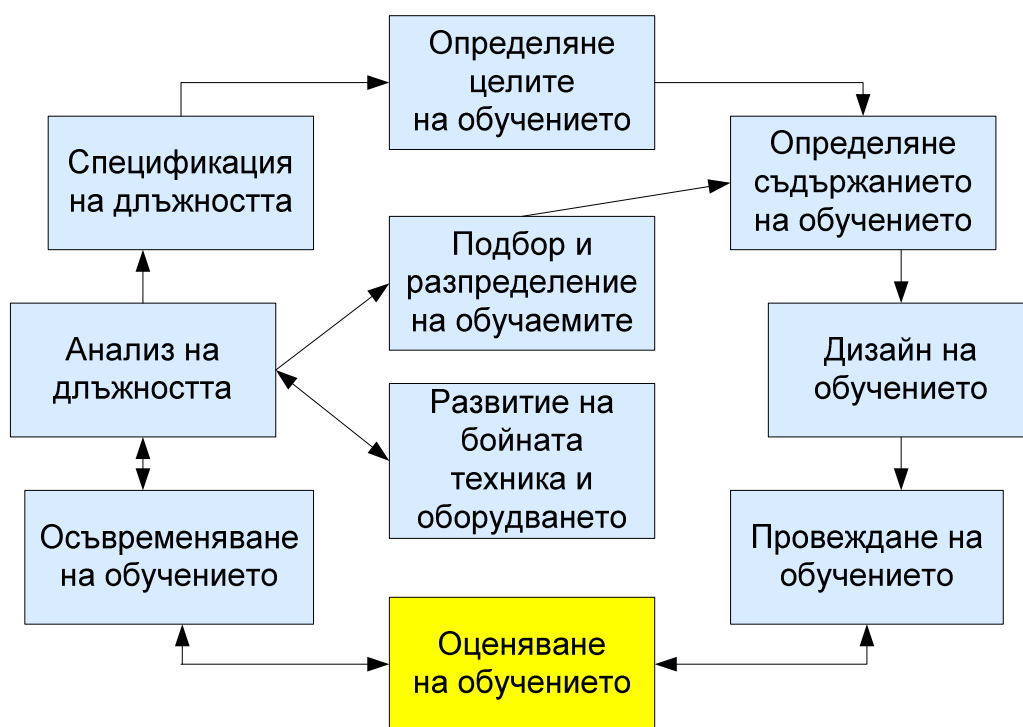 Определяне
целите
на обучението
Спецификация
на длъжността
Определяне
съдържанието
на обучението
Подбор и
разпределение
на обучаемите
Анализ на
длъжността
Дизайн на
обучението
Развитие на
бойната
техника и
оборудването
Осъвременяване
на обучението
Провеждане на
обучението
Оценяване
на обучението